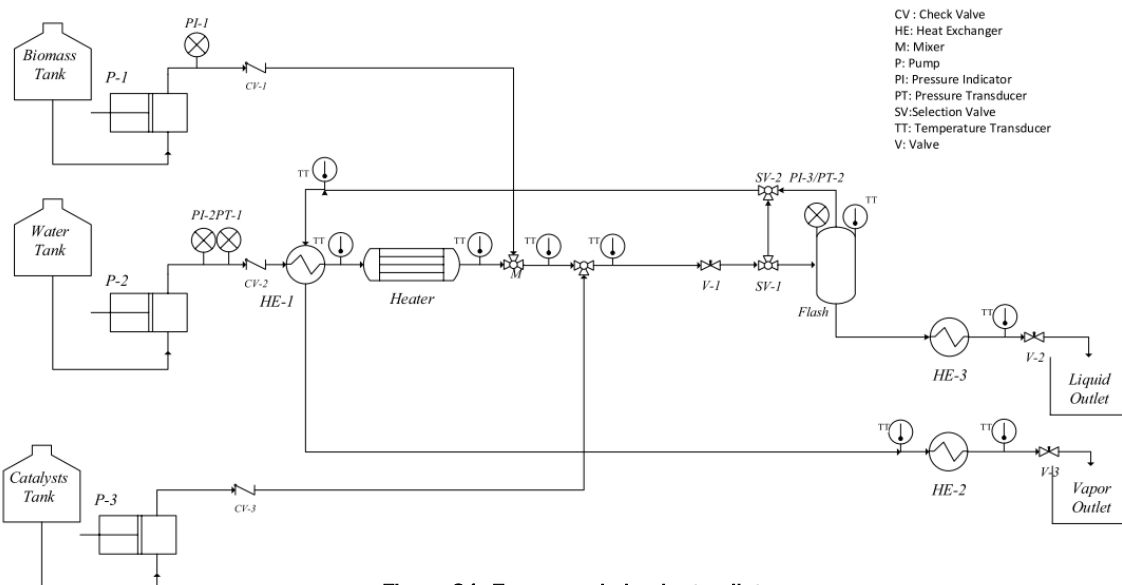 CV : Check Valve
HE: Heat Exchanger
M: Mixer
P: Pump
PI: Pressure Indicator
PT: Pressure Transducer
SV:Selection Valve
TT: Temperature Transducer
V: Valve
PI-1
Biomass
Tank
P-1
CV-1
TT
SV-2
PI-3/PT-2
TT
Water
Tank
PI-2PT-1
TT
TT
TT
TT
P-2
CV-2
HE-1
Heater
M
V-1
SV-1
Flash
TT
HE-3
V-2
Liquid
Outlet
TT
TT
Catalysts
Tank
P-3
CV-3
HE-2
V-3
Vapor
Outlet